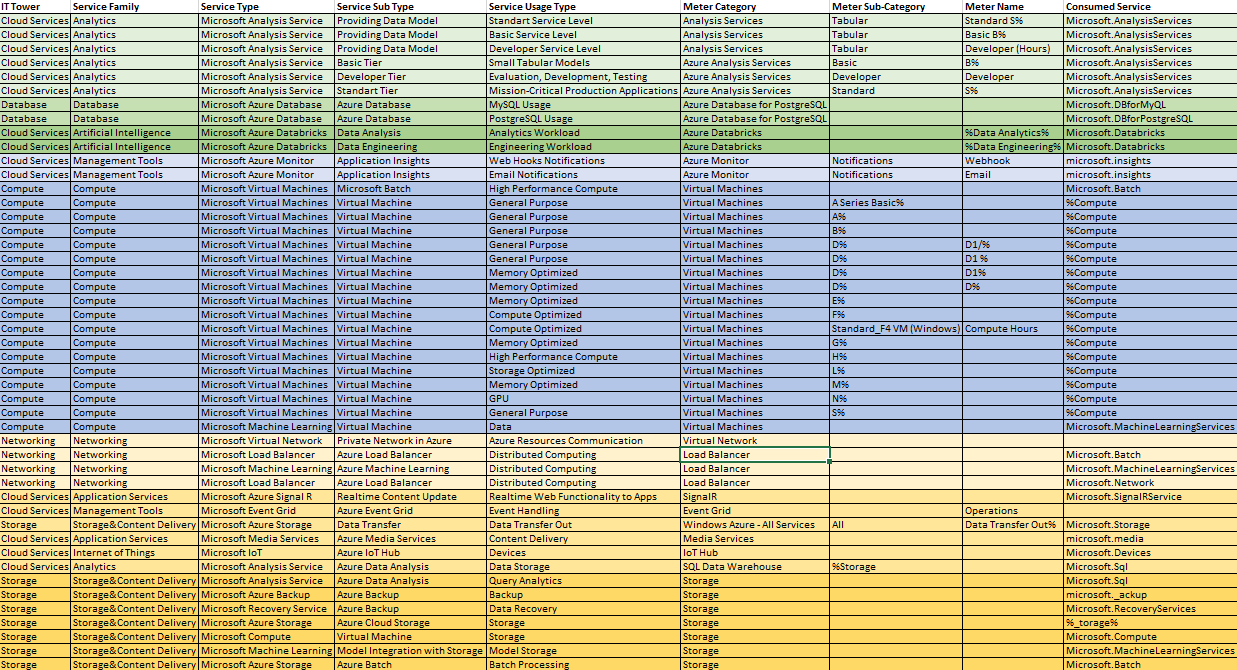 IT Tower Service Family Service Type Service Sub Type Service Usage Type Meter Category Meter Sub-Category Meter Name Consumed Service
Cloud Services Analytics Microsoft Analysis Service Providing Data Model Standart Service Level Analysis Services Tabular Standard S% Microsoft.AnalysisServices
Cloud Services Analytics Microsoft Analysis Service Providing Data Model Basic Service Level Analysis Services Tabular Basic B% Microsoft.AnalysisServices
Cloud Services Analytics Microsoft Analysis Service Providing Data Model Developer Service Level Analysis Services Tabular Developer (Hours) Microsoft.AnalysisServices
Cloud Services Analytics Microsoft Analysis Service Basic Tier Small Tabular Models Azure Analysis Services Basic B% Microsoft.AnalysisServices
Cloud Services Analytics Microsoft Analysis Service Developer Tier Evaluation, Development, Testing Azure Analysis Services Developer Developer Microsoft.AnalysisServices
Cloud Services Analytics Microsoft Analysis Service Standart Tier Mission-Critical Production Applications Azure Analysis Services Standard S% Microsoft.AnalysisServices
Database Database Microsoft Azure Database Azure Database MySQL Usage Azure Database for PostgreSQL Microsoft.DBforMyQL
Database Database Microsoft Azure Database Azure Database PostgreSQL Usage Azure Database for PostgreSQL Microsoft.DBforPostgreSQL
Cloud Services Artificial Intelligence Microsoft Azure Databricks Data Analysis Analytics Workload Azure Databricks %Data Analytics% Microsoft.Databricks
Cloud Services Artificial Intelligence Microsoft Azure Databricks Data Engineering Engineering Workload Azure Databricks %Data Engineering% Microsoft.Databricks
Cloud Services Management Tools Microsoft Azure Monitor Application Insights Web Hooks Notifications Azure Monitor Notifications Webhook microsoft.insights
Cloud Services Management Tools Microsoft Azure Monitor Application Insights Email Notifications Azure Monitor Notifications Email microsoft.insights
Compute Compute Microsoft Virtual Machines Microsoft Batch High Performance Compute Virtual Machines Microsoft.Batch
Compute Compute Microsoft Virtual Machines Virtual Machine General Purpose Virtual Machines A Series Basic% %Compute
Compute Compute Microsoft Virtual Machines Virtual Machine General Purpose Virtual Machines A% %Compute
Compute Compute Microsoft Virtual Machines Virtual Machine General Purpose Virtual Machines B% %Compute
Compute Compute Microsoft Virtual Machines Virtual Machine General Purpose Virtual Machines D% D1/% %Compute
Compute Compute Microsoft Virtual Machines Virtual Machine General Purpose Virtual Machines D% D1 % %Compute
Compute Compute Microsoft Virtual Machines Virtual Machine Memory Optimized Virtual Machines D% D1% %Compute
Compute Compute Microsoft Virtual Machines Virtual Machine Memory Optimized Virtual Machines D% D% %Compute
Compute Compute Microsoft Virtual Machines Virtual Machine Memory Optimized Virtual Machines E% %Compute
Compute Compute Microsoft Virtual Machines Virtual Machine Compute Optimized Virtual Machines F% %Compute
Compute Compute Microsoft Virtual Machines Virtual Machine Compute Optimized Virtual Machines Standard_F4 VM (Windows) Compute Hours %Compute
Compute Compute Microsoft Virtual Machines Virtual Machine Memory Optimized Virtual Machines G% %Compute
Compute Compute Microsoft Virtual Machines Virtual Machine High Performance Compute Virtual Machines H% %Compute
Compute Compute Microsoft Virtual Machines Virtual Machine Storage Optimized Virtual Machines L% %Compute
Compute Compute Microsoft Virtual Machines Virtual Machine Memory Optimized Virtual Machines M% %Compute
Compute Compute Microsoft Virtual Machines Virtual Machine GPU Virtual Machines N% %Compute
Compute Compute Microsoft Virtual Machines Virtual Machine General Purpose Virtual Machines S% %Compute
Compute Compute Microsoft Machine Learning Virtual Machine Data Virtual Machines Microsoft.MachineLearningServices
Networking Networking Microsoft Virtual Network Private Network in Azure Azure Resources Communication Virtual Network
Networking Networking Microsoft Load Balancer Azure Load Balancer Distributed Computing Load Balancer Microsoft.Batch
Networking Networking Microsoft Machine Learning Azure Machine Learning Distributed Computing Load Balancer Microsoft.MachineLearningServices
Networking Networking Microsoft Load Balancer Azure Load Balancer Distributed Computing Load Balancer Microsoft.Network
Cloud Services Application Services Microsoft Azure Signal R Realtime Content Update Realtime Web Functionality to Apps SignalR Microsoft.SignalRService
Cloud Services Management Tools Microsoft Event Grid Azure Event Grid Event Handling Event Grid Operations
Storage Storage&Content Delivery Microsoft Azure Storage Data Transfer Data Transfer Out Windows Azure - All Services All Data Transfer Out% Microsoft.Storage
Cloud Services Application Services Microsoft Media Services Azure Media Services Content Delivery Media Services microsoft.media
Cloud Services Internet of Things Microsoft IoT Azure IoT Hub Devices IoT Hub Microsoft.Devices
Cloud Services Analytics Microsoft Analysis Service Azure Data Analysis Data Storage SQL Data Warehouse %Storage Microsoft.Sql
Storage Storage&Content Delivery Microsoft Analysis Service Azure Data Analysis Query Analytics Storage Microsoft.Sql
Storage Storage&Content Delivery Microsoft Azure Backup Azure Backup Backup Storage microsoft._ackup
Storage Storage&Content Delivery Microsoft Recovery Service Azure Backup Data Recovery Storage Microsoft.RecoveryServices
Storage Storage&Content Delivery Microsoft Azure Storage Azure Cloud Storage Storage Storage %_torage%
Storage Storage&Content Delivery Microsoft Compute Virtual Machine Storage Storage Microsoft.Compute
Storage Storage&Content Delivery Microsoft Machine Learning Model Integration with Storage Model Storage Storage Microsoft.MachineLearningServices
Storage Storage&Content Delivery Microsoft Azure Storage Azure Batch Batch Processing Storage Microsoft.Batch